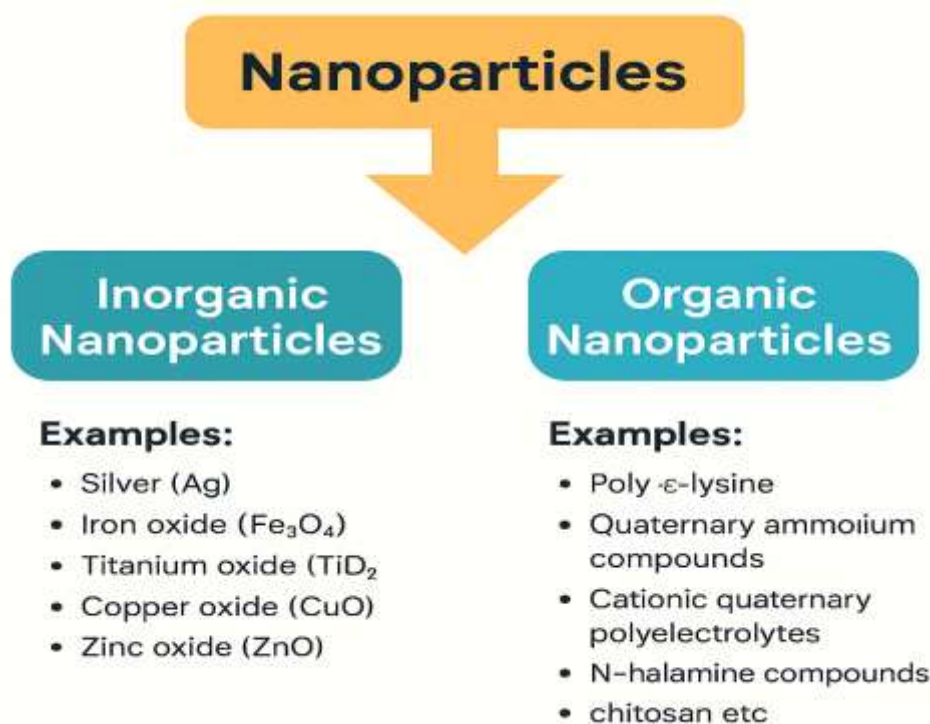 Nanoparticles
Inorganic
Nanoparticles
Examples:
• Silver (Ag)
• Iron oxide (Fe₃O₄)
• Titanium oxide (TiD₂
• Copper oxide (CuO)
• Zinc oxide (ZnO)
Organic
Nanoparticles
Examples:
• Poly -ε-lysine
• Quaternary ammoiium
compounds
• Cationic quaternary
polyelectrolytes
• N-halamine compounds
• chitosan etc